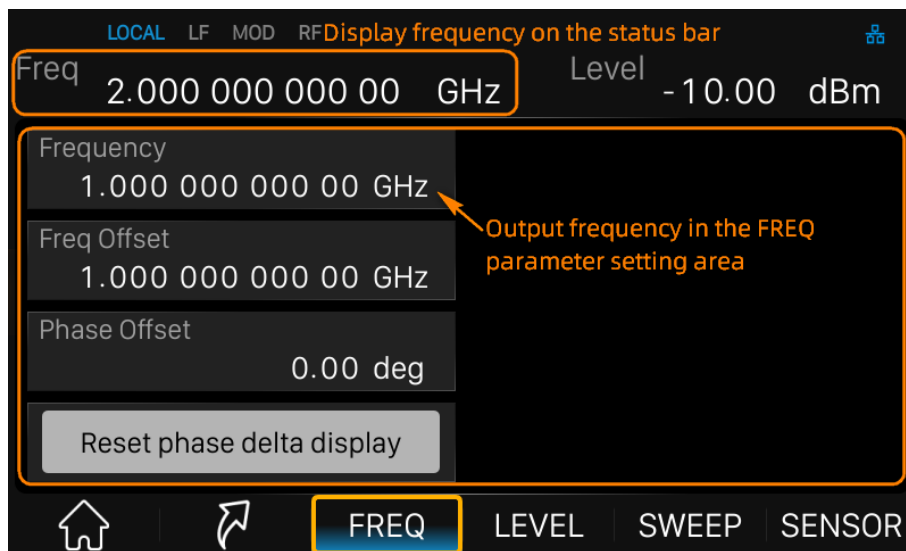 LOCAL LF MOD RF Display frequency on the status bar
Freq 2.000 000 000 00 GHz Level -10.00 dBm
Frequency
1.000 000 000 00 GHz
Freq Offset
1.000 000 000 00 GHz
Output frequency in the FREQ
parameter setting area
Phase Offset
0.00 deg
Reset phase delta display
FREQ LEVEL SWEEP SENSOR